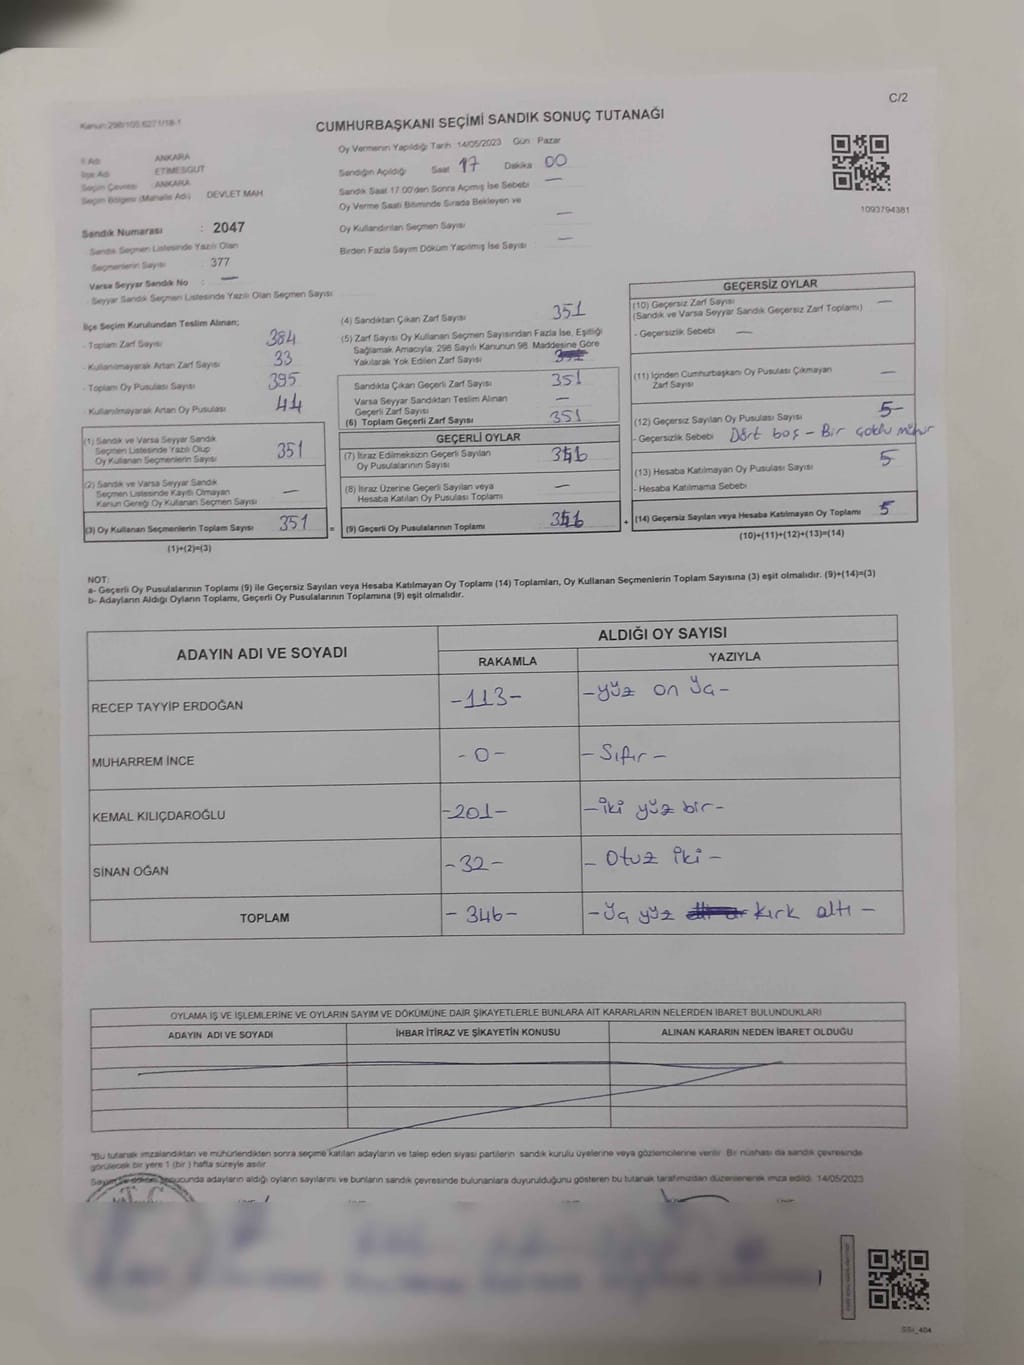 C/2
Kanun:298/105 6271/18-1
CUMHURBAŞKANI SEÇİMİ SANDIK SONUÇ TUTANAĞI
Oy Vermenin Yapıldığı Tarih 14/05/2023 Gün Pazar
İl Adı ANKARA
İlçe Adı ETİMESGUT
Seçim Çevresi ANKARA
Seçim Bölgesi (Mahalle Adı) DEVLET MAH
Sandığın Açıldığı Saat 17 Dakika 00
Sandık Saat 17 00'den Sonra Açılmış İse Sebebi —
Oy Verme Saati Bitiminde Sırada Bekleyen ve
Oy Kullandırılan Seçmen Sayısı —
Birden Fazla Sayım Döküm Yapılmış İse Sayısı —
1093794381
Sandık Numarası : 2047
Sandık Seçmen Listesinde Yazılı Olan
Seçmenlerin Sayısı : 377
Varsa Seyyar Sandık No : —
Seyyar Sandık Seçmen Listesinde Yazılı Olan Seçmen Sayısı
İlçe Seçim Kurulundan Teslim Alınan;
- Toplam Zarf Sayısı 384
- Kullanılmayarak Artan Zarf Sayısı 33
- Toplam Oy Pusulası Sayısı 395
- Kullanılmayarak Artan Oy Pusulası 44
(1) Sandık ve Varsa Seyyar Sandık
Seçmen Listesinde Yazılı Olup
Oy Kullanan Seçmenlerin Sayısı 351
(2) Sandık ve Varsa Seyyar Sandık
Seçmen Listesinde Kayıtlı Olmayan
Kanun Gereği Oy Kullanan Seçmen Sayısı —
(3) Oy Kullanan Seçmenlerin Toplam Sayısı 351 =
(1)+(2)=(3)
(4) Sandıktan Çıkan Zarf Sayısı 351
(5) Zarf Sayısı Oy Kullanan Seçmen Sayısından Fazla İse, Eşitliği
Sağlamak Amacıyla; 298 Sayılı Kanunun 98. Maddesine Göre
Yakılarak Yok Edilen Zarf Sayısı
Sandıkta Çıkan Geçerli Zarf Sayısı 351
Varsa Seyyar Sandıktan Teslim Alınan
Geçerli Zarf Sayısı —
(6) Toplam Geçerli Zarf Sayısı 351
GEÇERLİ OYLAR
(7) İtiraz Edilmeksizin Geçerli Sayılan
Oy Pusulalarının Sayısı 346
(8) İtiraz Üzerine Geçerli Sayılan veya
Hesaba Katılan Oy Pusulası Toplamı —
(9) Geçerli Oy Pusulalarının Toplamı 346 +
GEÇERSİZ OYLAR
(10) Geçersiz Zarf Sayısı —
(Sandık ve Varsa Seyyar Sandık Geçersiz Zarf Toplamı)
- Geçersizlik Sebebi —
(11) İçinden Cumhurbaşkanı Oy Pusulası Çıkmayan
Zarf Sayısı —
(12) Geçersiz Sayılan Oy Pusulası Sayısı 5
- Geçersizlik Sebebi Dört boş - Bir çoklu mühür
(13) Hesaba Katılmayan Oy Pusulası Sayısı 5
- Hesaba Katılmama Sebebi
(14) Geçersiz Sayılan veya Hesaba Katılmayan Oy Toplamı 5
(10)+(11)+(12)+(13)=(14)
NOT:
a- Geçerli Oy Pusulalarının Toplamı (9) ile Geçersiz Sayılan veya Hesaba Katılmayan Oy Toplamı (14) Toplamları, Oy Kullanan Seçmenlerin Toplam Sayısına (3) eşit olmalıdır. (9)+(14)=(3)
b- Adayların Aldığı Oyların Toplamı, Geçerli Oy Pusulalarının Toplamına (9) eşit olmalıdır.
ADAYIN ADI VE SOYADI
ALDIĞI OY SAYISI
RAKAMLA YAZIYLA
RECEP TAYYİP ERDOĞAN -113- -yüz on üç-
MUHARREM İNCE -0- -Sıfır-
KEMAL KILIÇDAROĞLU -201- -iki yüz bir-
SİNAN OĞAN -32- -Otuz iki-
TOPLAM -346- -Üç yüz kırk altı-
OYLAMA İŞ VE İŞLEMLERİNE VE OYLARIN SAYIM VE DÖKÜMÜNE DAİR ŞİKAYETLERLE BUNLARA AİT KARARLARIN NELERDEN İBARET BULUNDUKLARI
ADAYIN ADI VE SOYADI İHBAR İTİRAZ VE ŞİKAYETİN KONUSU ALINAN KARARIN NEDEN İBARET OLDUĞU
*Bu tutanak imzalandıktan ve mühürlendikten sonra seçime katılan adayların ve talep eden siyasi partilerin sandık kurulu üyelerine veya gözlemcilerine verilir. Bir nüshası da sandık çevresinde
görülecek bir yere 1 (bir) hafta süreyle asılır
Sayım ve döküm sonucunda adayların aldığı oyların sayılarını ve bunların sandık çevresinde bulunanlara duyurulduğunu gösteren bu tutanak tarafımızdan düzenlenerek imza edildi. 14/05/2023
SSI_404